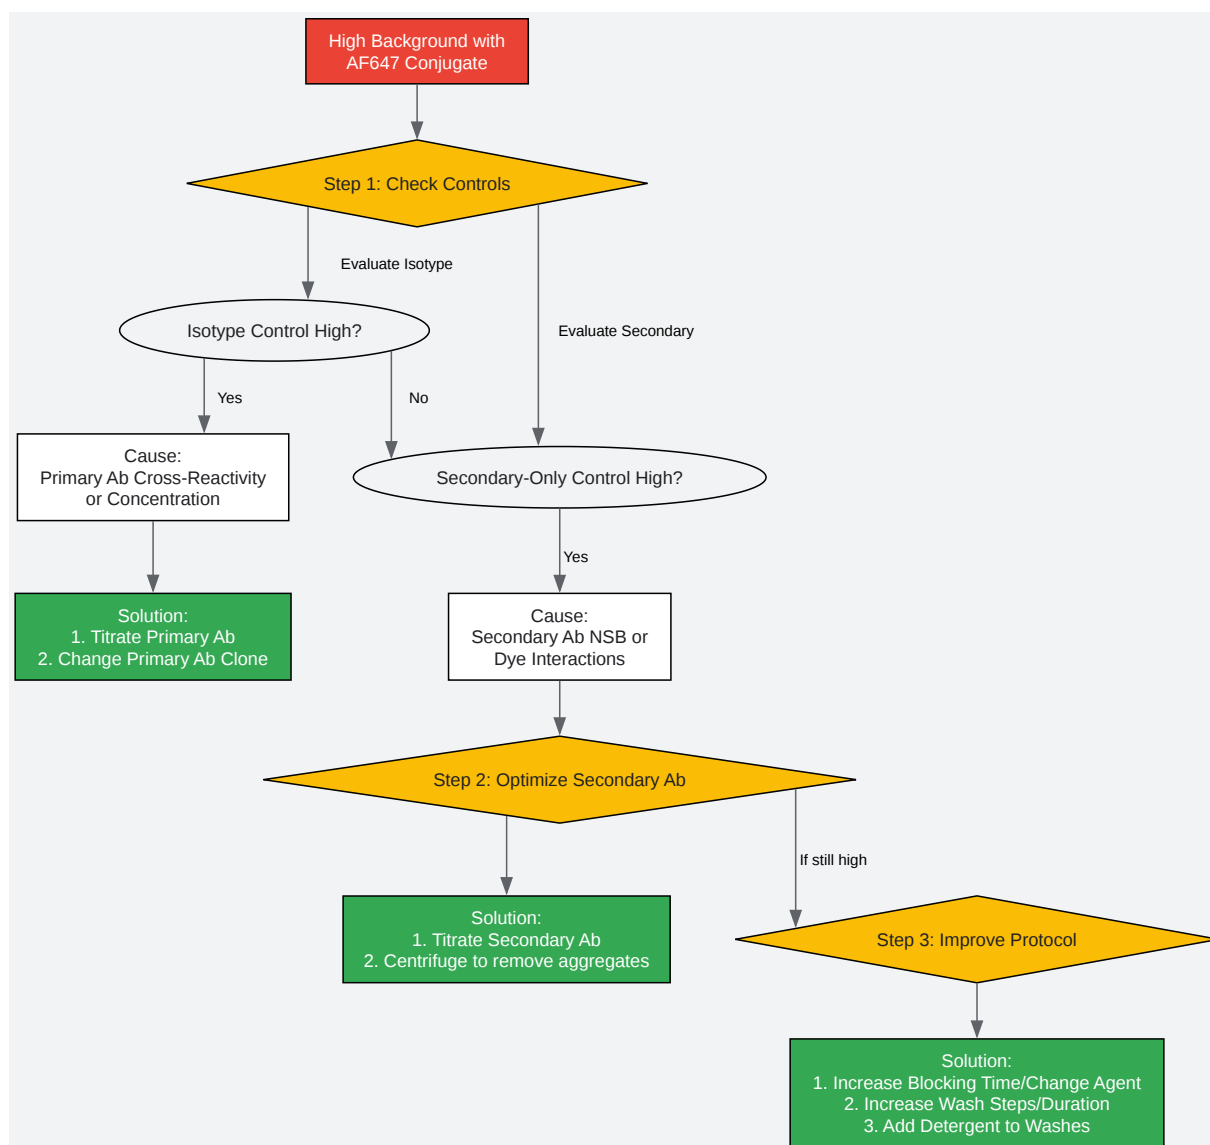 High Background with
AF647 Conjugate
Step 1: Check Controls
Evaluate Isotype
Isotype Control High?
Evaluate Secondary
Yes
No
Cause:
Primary Ab Cross-Reactivity
or Concentration
Secondary-Only Control High?
Yes
Solution:
1. Titrate Primary Ab
2. Change Primary Ab Clone
Cause:
Secondary Ab NSB or
Dye Interactions
Step 2: Optimize Secondary Ab
If still high
Solution:
1. Titrate Secondary Ab
2. Centrifuge to remove aggregates
Step 3: Improve Protocol
Solution:
1. Increase Blocking Time/Change Agent
2. Increase Wash Steps/Duration
3. Add Detergent to Washes